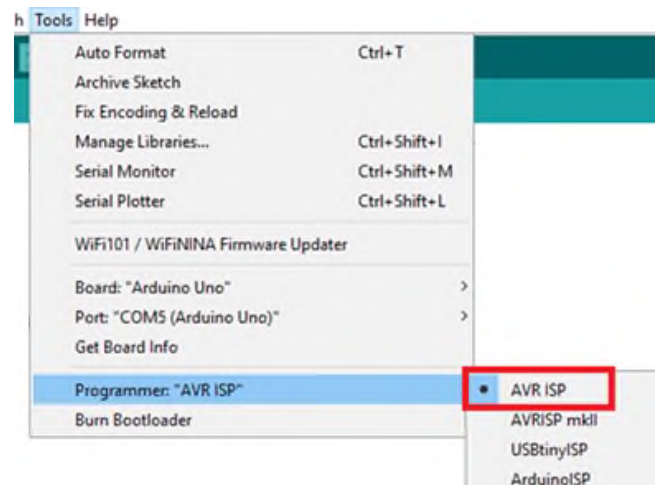 h Tools Help
Auto Format Ctrl+T
Archive Sketch
Fix Encoding & Reload
Manage Libraries... Ctrl+Shift+I
Serial Monitor Ctrl+Shift+M
Serial Plotter Ctrl+Shift+L
WiFi101 / WiFiNINA Firmware Updater
Board: "Arduino Uno"
Port: "COM5 (Arduino Uno)"
Get Board Info
Programmer: "AVR ISP"
Burn Bootloader
AVR ISP
AVRISP mkII
USBtinyISP
ArduinoISP